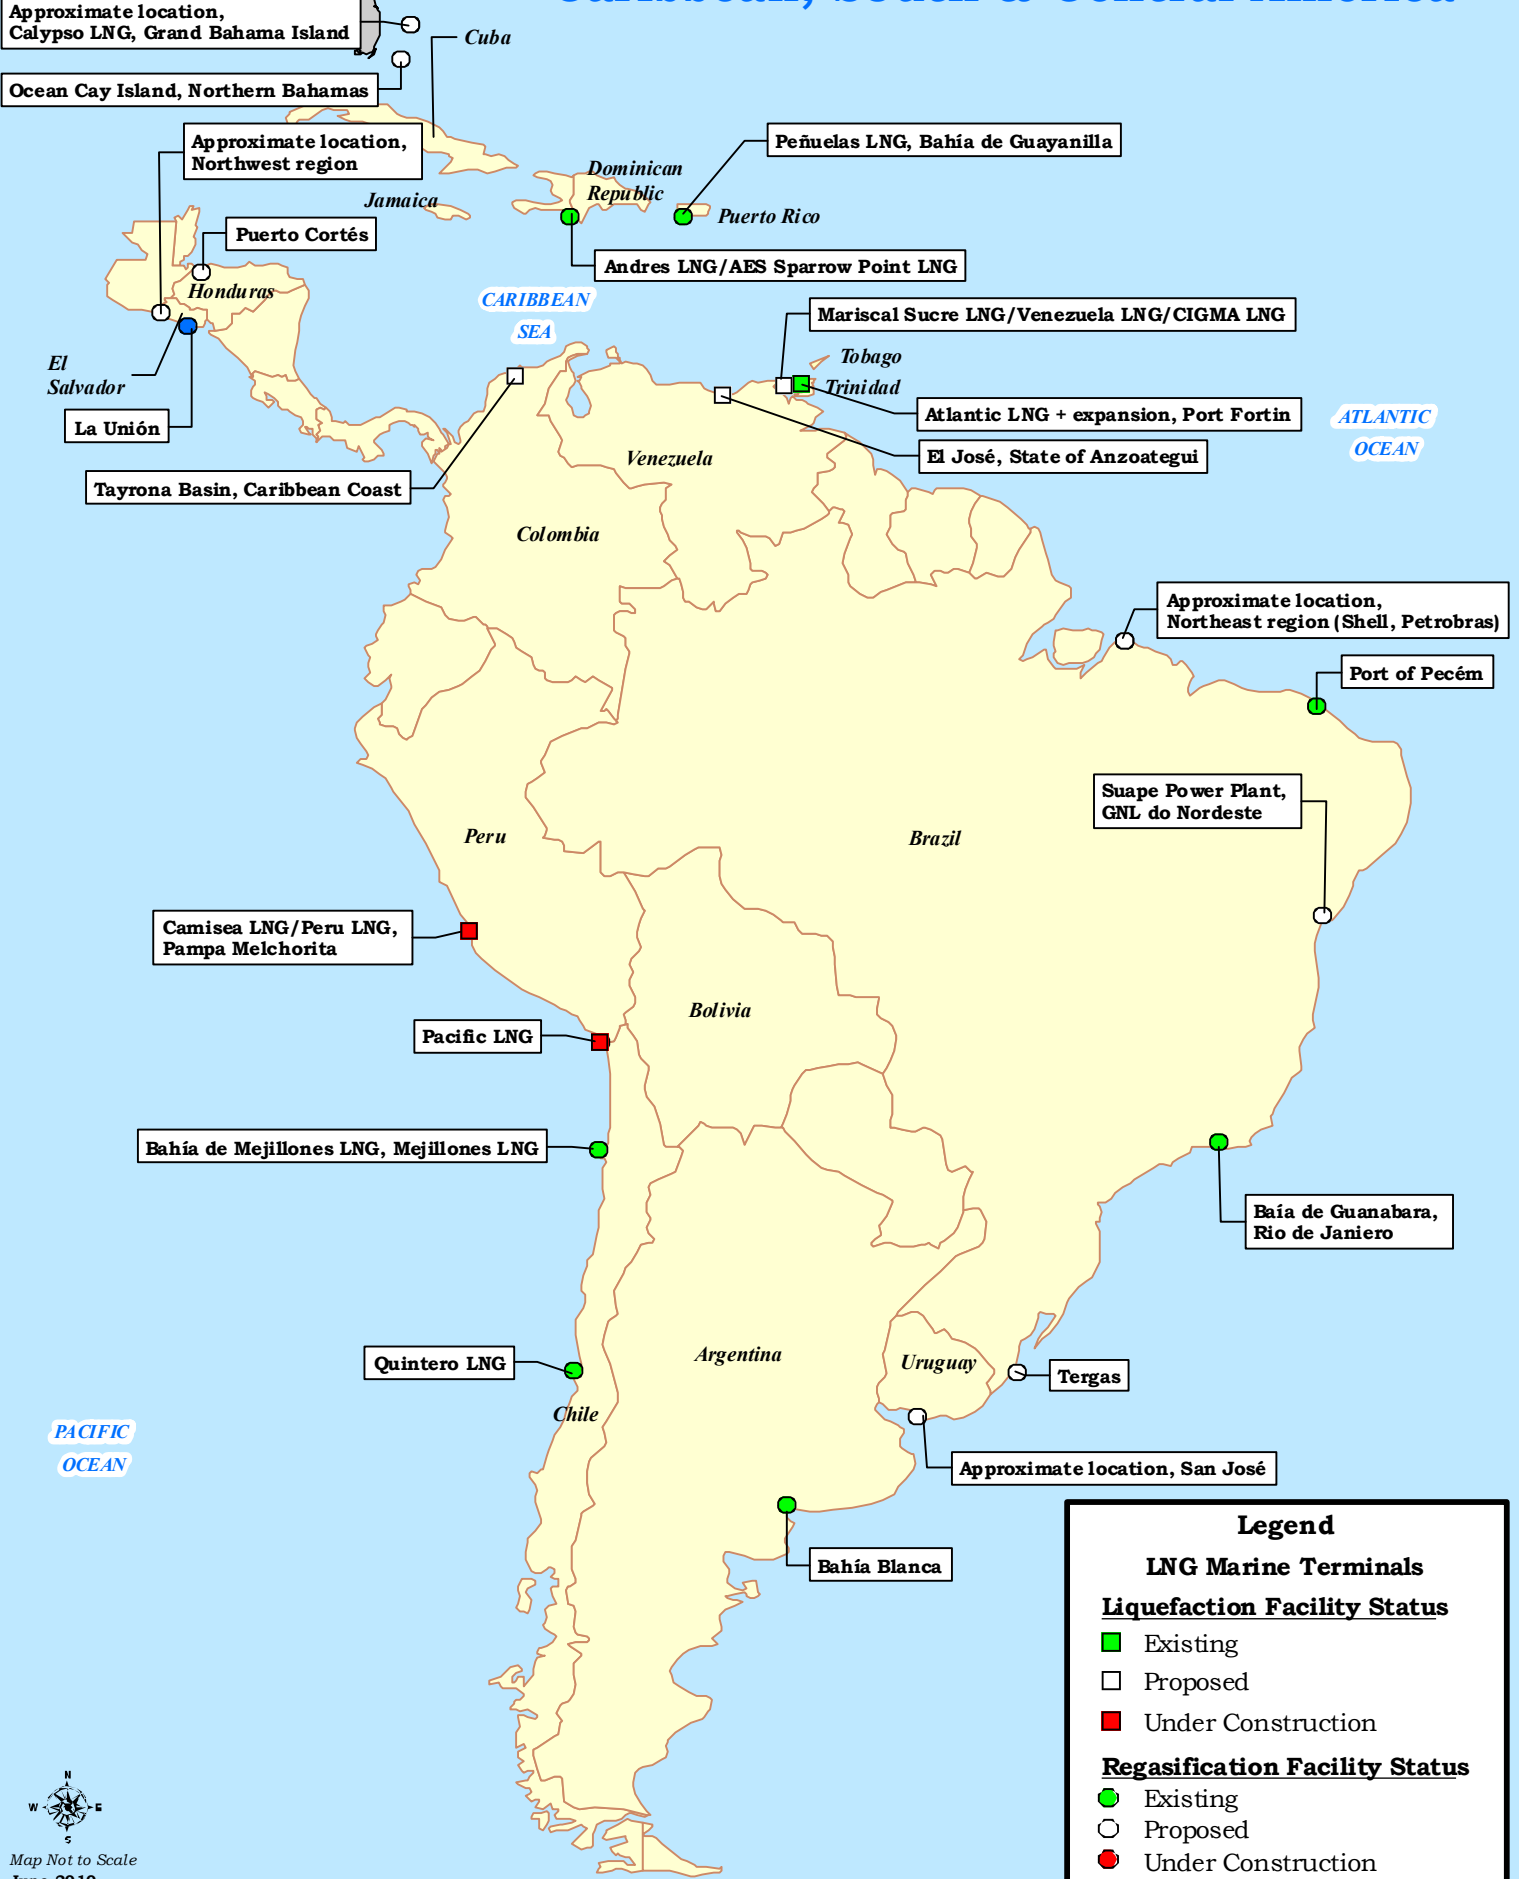 Caribbean, South & Central America
Approximate location,
Calypso LNG, Grand Bahama Island
Cuba
Ocean Cay Island, Northern Bahamas
Approximate location,
Northwest region
Peñuelas LNG, Bahía de Guayanilla
Dominican
Republic
Jamaica
Puerto Rico
Puerto Cortés
Andres LNG/AES Sparrow Point LNG
Honduras
CARIBBEAN
SEA
Mariscal Sucre LNG/Venezuela LNG/CIGMA LNG
El
Salvador
Tobago
Trinidad
Atlantic LNG + expansion, Port Fortin
ATLANTIC
OCEAN
La Unión
El José, State of Anzoategui
Venezuela
Tayrona Basin, Caribbean Coast
Colombia
Approximate location,
Northeast region (Shell, Petrobras)
Port of Pecém
Suape Power Plant,
GNL do Nordeste
Peru
Brazil
Camisea LNG/Peru LNG,
Pampa Melchorita
Bolivia
Pacific LNG
Bahía de Mejillones LNG, Mejillones LNG
Baía de Guanabara,
Rio de Janiero
Argentina
Quintero LNG
Uruguay
Tergas
Chile
PACIFIC
OCEAN
Approximate location, San José
Bahía Blanca
Legend
LNG Marine Terminals
Liquefaction Facility Status
Existing
Proposed
Under Construction
Regasification Facility Status
Existing
Proposed
Under Construction
N
W E
S
Map Not to Scale
June 2010